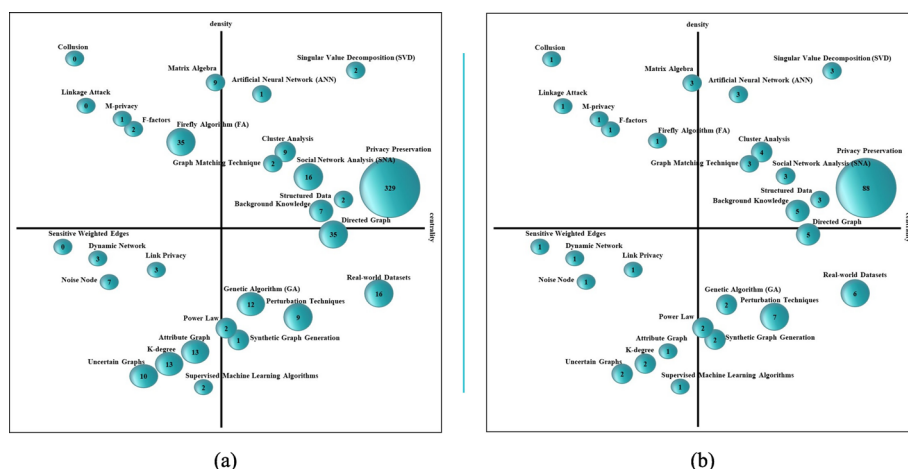 density
Collusion
0
Singular Value Decomposition (SVD)
2
Matrix Algebra
9
Artificial Neural Network (ANN)
1
Linkage Attack
0
M-privacy
1
F-factors
2
Firefly Algorithm (FA)
35
Cluster Analysis
9
Graph Matching Technique
2
Social Network Analysis (SNA)
16
Privacy Preservation
329
Structured Data
2
Background Knowledge
7
Directed Graph
35
centrality
Sensitive Weighted Edges
0
Dynamic Network
3
Link Privacy
3
Noise Node
7
Real-world Datasets
16
Genetic Algorithm (GA)
12
Perturbation Techniques
9
Power Law
2
Synthetic Graph Generation
1
Attribute Graph
13
K-degree
13
Uncertain Graphs
10
Supervised Machine Learning Algorithms
2
(a)
density
Collusion
1
Singular Value Decomposition (SVD)
3
Matrix Algebra
3
Artificial Neural Network (ANN)
3
Linkage Attack
1
M-privacy
1
F-factors
1
Firefly Algorithm (FA)
1
Cluster Analysis
4
Graph Matching Technique
3
Social Network Analysis (SNA)
3
Privacy Preservation
88
Structured Data
3
Background Knowledge
5
Directed Graph
5
centrality
Sensitive Weighted Edges
1
Dynamic Network
1
Link Privacy
1
Noise Node
1
Real-world Datasets
6
Genetic Algorithm (GA)
2
Perturbation Techniques
7
Power Law
2
Synthetic Graph Generation
2
Attribute Graph
1
K-degree
2
Uncertain Graphs
2
Supervised Machine Learning Algorithms
1
(b)